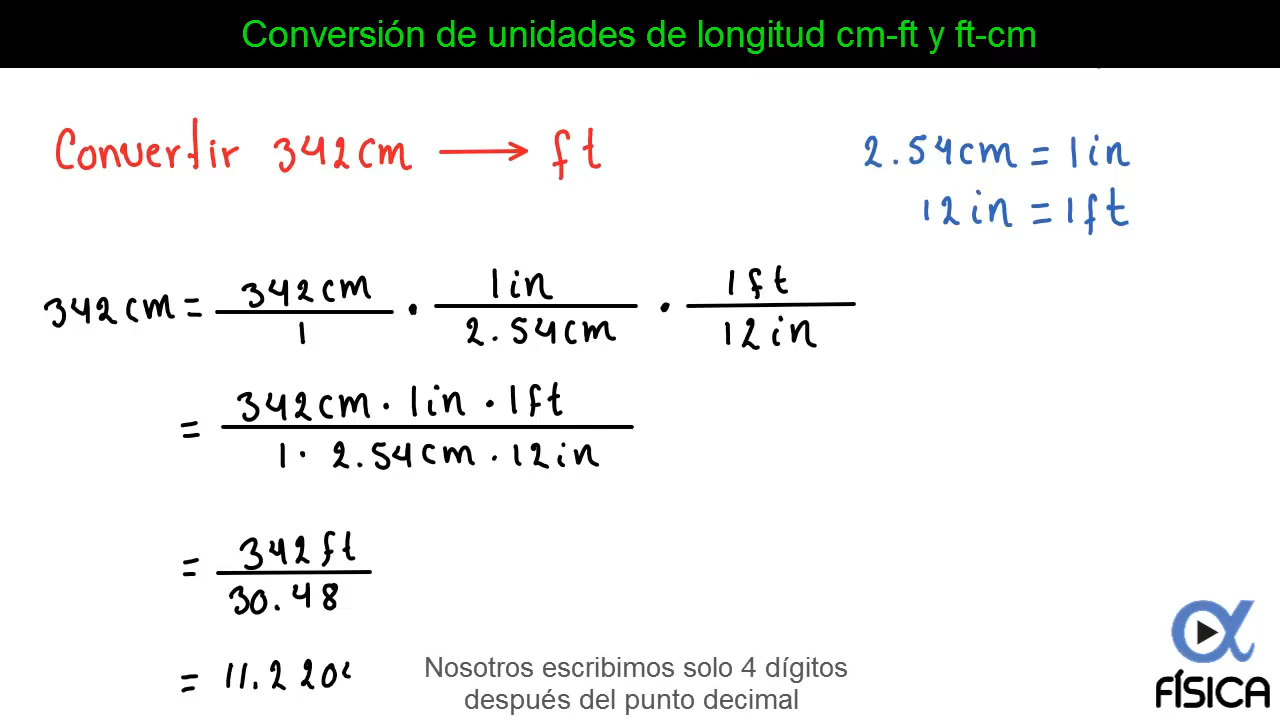 Conversión de unidades de longitud cm-ft y ft-cm
Convertir 342cm → ft
2.54cm = 1in
12in = 1ft
342cm = 342cm/1 · 1in/2.54cm · 1ft/12in
= 342cm · 1in · 1ft / 1 · 2.54cm · 12in
= 342ft/30.48
= 11.220
Nosotros escribimos solo 4 dígitos
después del punto decimal
FÍSICA